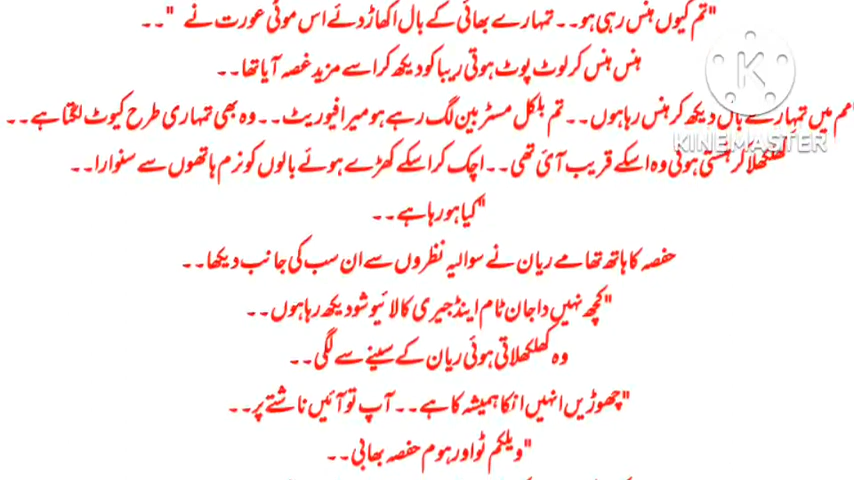 "تم کیوں ہنس رہی ہو۔۔ تمہارے بھائی کے بال اکھاڑ دئے اس موٹی عورت نے "۔۔
ہنس ہنس کر لوٹ پوٹ ہوتی ریبا کو دیکھ کر اسے مزید غصہ آیا تھا۔۔
میں تمہارے بال دیکھ کر ہنس رہا ہوں۔۔ تم بلکل مسٹر بین لگ رہے ہو میرا فیوریٹ۔۔ وہ بھی تمہاری طرح کیوٹ لگتا ہے۔۔
کھلکھلا کر ہنستی ہوئی وہ اسکے قریب آئی تھی۔۔ اچک کر اسکے کھڑے ہوئے بالوں کو نرم ہاتھوں سے سنوارا۔۔
"کیا ہو رہا ہے۔۔
حفصہ کا ہاتھ تھامے ریان نے سوالیہ نظروں سے ان سب کی جانب دیکھا۔۔
"کچھ نہیں داجان ٹام اینڈ جیری کا لائیو شو دیکھ رہا ہوں۔۔
وہ کھلکھلاتی ہوئی ریان کے سینے سے لگی۔۔
"چھوڑیں انہیں انکا ہمیشہ کا ہے۔۔ آپ تو آئیں ناشتے پر۔۔
"ویلکم ٹو اور ہوم حفصہ بھابی۔۔
KINEMASTER